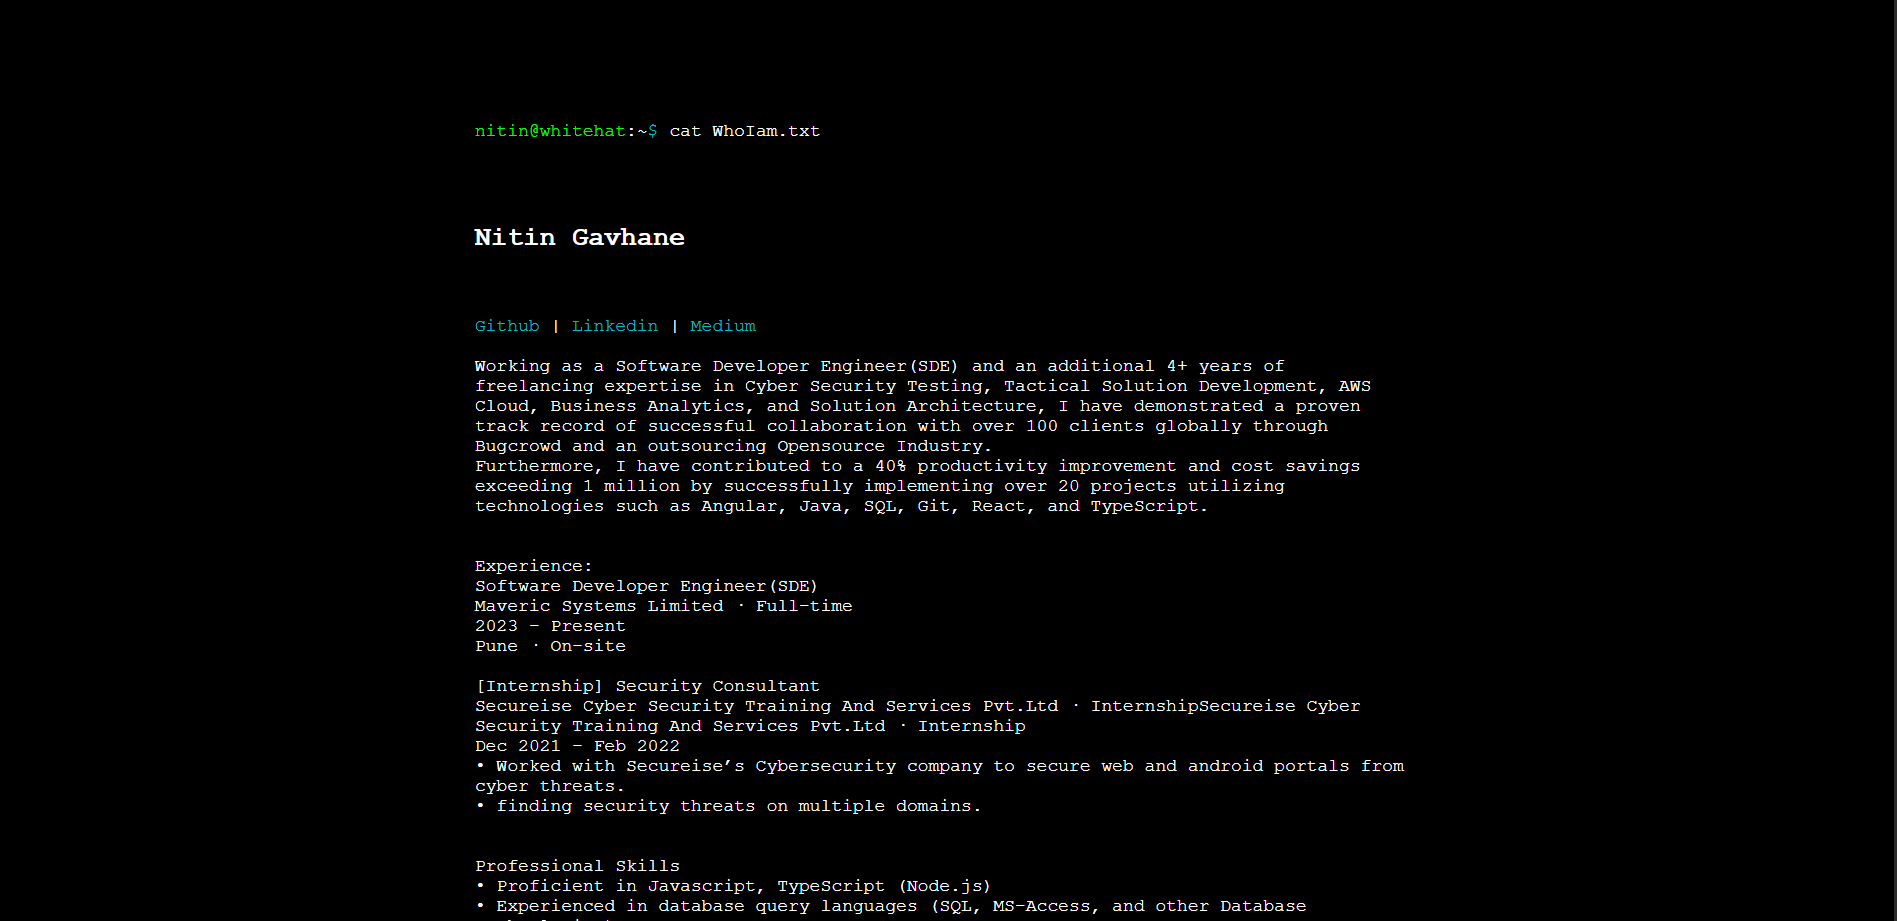 nitin@whitehat:~$ cat WhoIam.txt
Nitin Gavhane
Github | Linkedin | Medium
Working as a Software Developer Engineer(SDE) and an additional 4+ years of
freelancing expertise in Cyber Security Testing, Tactical Solution Development, AWS
Cloud, Business Analytics, and Solution Architecture, I have demonstrated a proven
track record of successful collaboration with over 100 clients globally through
Bugcrowd and an outsourcing Opensource Industry.
Furthermore, I have contributed to a 40% productivity improvement and cost savings
exceeding 1 million by successfully implementing over 20 projects utilizing
technologies such as Angular, Java, SQL, Git, React, and TypeScript.
Experience:
Software Developer Engineer(SDE)
Maveric Systems Limited · Full-time
2023 - Present
Pune · On-site
[Internship] Security Consultant
Secureise Cyber Security Training And Services Pvt.Ltd · InternshipSecureise Cyber
Security Training And Services Pvt.Ltd · Internship
Dec 2021 - Feb 2022
• Worked with Secureise’s Cybersecurity company to secure web and android portals from
cyber threats.
• finding security threats on multiple domains.
Professional Skills
• Proficient in Javascript, TypeScript (Node.js)
• Experienced in database query languages (SQL, MS-Access, and other Database